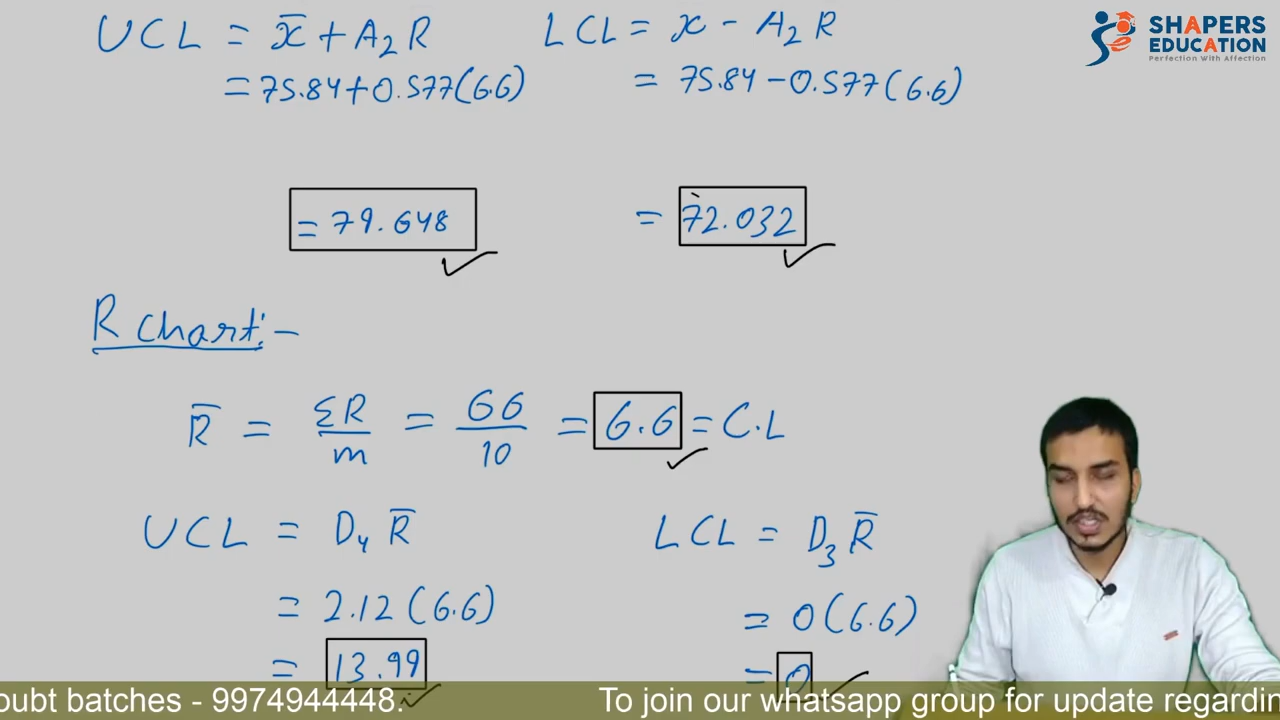 UCL = x̄ + A₂R LCL = x - A₂R
= 75.84+0.577(6.6) = 75.84-0.577(6.6)
= 79.648 = 72.032
R chart:-
R̄ = ΣR/m = 66/10 = 6.6 = C.L
UCL = D₄ R̄ LCL = D₃ R̄
= 2.12(6.6) = 0(6.6)
= 13.99 = 0
SHAPERS
EDUCATION
Perfection With Affection
oubt batches - 9974944448. To join our whatsapp group for update regardin